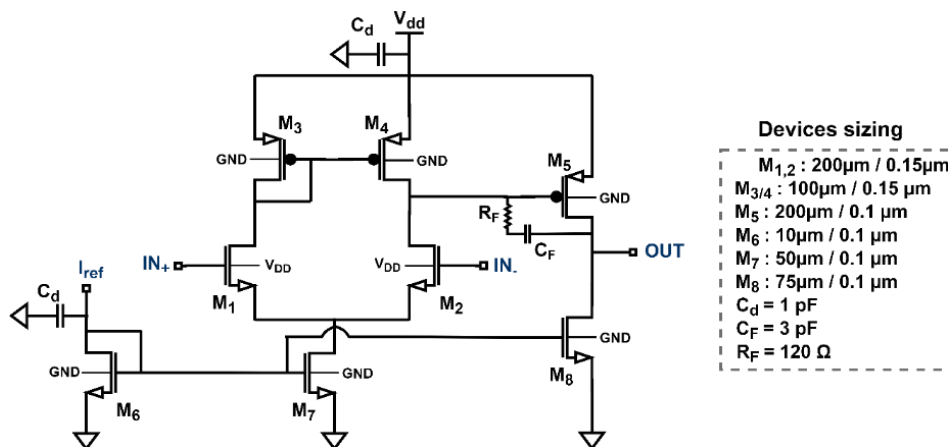 C_d
V_dd
M_3
M_4
GND
GND
M_5
GND
R_F
C_F
IN+
V_DD
V_DD
IN-
OUT
M_1
M_2
I_ref
C_d
GND
GND
GND
M_6
M_7
M_8
Devices sizing
M_1,2 : 200µm / 0.15µm
M_3/4 : 100µm / 0.15 µm
M_5 : 200µm / 0.1 µm
M_6 : 10µm / 0.1 µm
M_7 : 50µm / 0.1 µm
M_8 : 75µm / 0.1 µm
C_d = 1 pF
C_F = 3 pF
R_F = 120 Ω